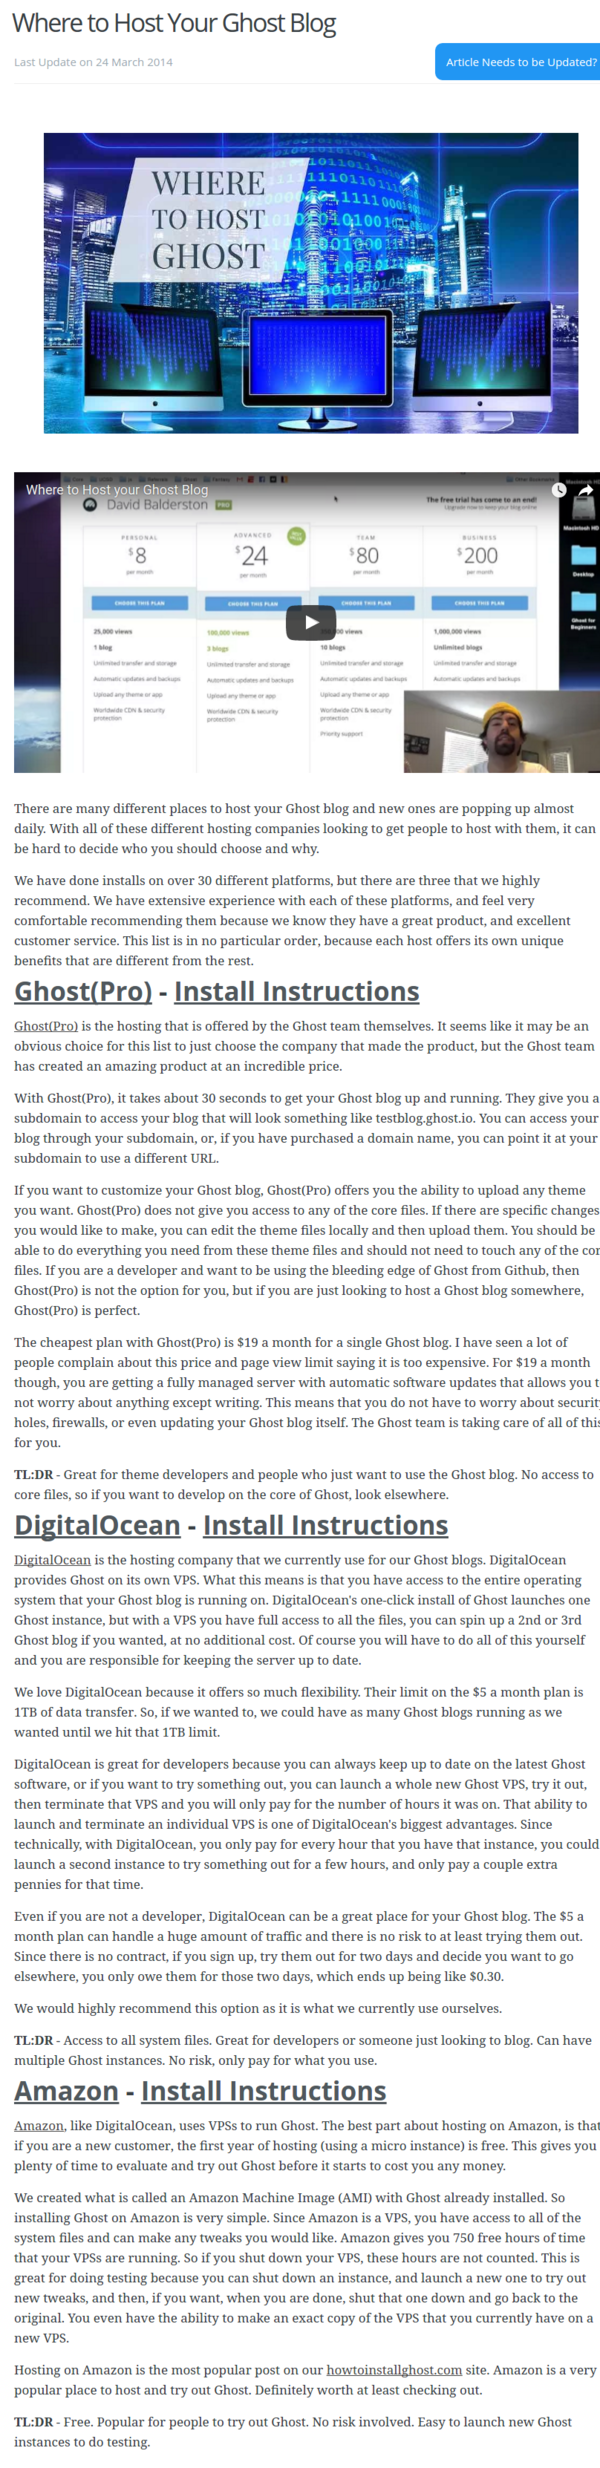 Where to Host Your Ghost Blog
Last Update on 24 March 2014
Article Needs to be Updated?
WHERE
TO HOST
GHOST
Where to Host your Ghost Blog
David Balderston PRO
The free trial has come to an end!
Upgrade now to keep your blog online
Macintosh HD
Desktop
Ghost for
Beginners
PERSONAL
$8
per month
CHOOSE THIS PLAN
25,000 views
1 blog
Unlimited transfer and storage
Automatic updates and backups
Upload any theme or app
Worldwide CDN & security
protection
ADVANCED
$24
per month
CHOOSE THIS PLAN
100,000 views
3 blogs
Unlimited transfer and storage
Automatic updates and backups
Upload any theme or app
Worldwide CDN & security
protection
TEAM
$80
per month
CHOOSE THIS PLAN
views
10 blogs
Unlimited transfer and storage
Automatic updates and backups
Upload any theme or app
Worldwide CDN & security
protection
Priority support
BUSINESS
$200
per month
CHOOSE THIS PLAN
1,000,000 views
Unlimited blogs
Unlimited transfer and storage
Automatic updates and backups
There are many different places to host your Ghost blog and new ones are popping up almost
daily. With all of these different hosting companies looking to get people to host with them, it can
be hard to decide who you should choose and why.
We have done installs on over 30 different platforms, but there are three that we highly
recommend. We have extensive experience with each of these platforms, and feel very
comfortable recommending them because we know they have a great product, and excellent
customer service. This list is in no particular order, because each host offers its own unique
benefits that are different from the rest.
Ghost(Pro) - Install Instructions
Ghost(Pro) is the hosting that is offered by the Ghost team themselves. It seems like it may be an
obvious choice for this list to just choose the company that made the product, but the Ghost team
has created an amazing product at an incredible price.
With Ghost(Pro), it takes about 30 seconds to get your Ghost blog up and running. They give you a
subdomain to access your blog that will look something like testblog.ghost.io. You can access your
blog through your subdomain, or, if you have purchased a domain name, you can point it at your
subdomain to use a different URL.
If you want to customize your Ghost blog, Ghost(Pro) offers you the ability to upload any theme
you want. Ghost(Pro) does not give you access to any of the core files. If there are specific changes
you would like to make, you can edit the theme files locally and then upload them. You should be
able to do everything you need from these theme files and should not need to touch any of the cor
files. If you are a developer and want to be using the bleeding edge of Ghost from Github, then
Ghost(Pro) is not the option for you, but if you are just looking to host a Ghost blog somewhere,
Ghost(Pro) is perfect.
The cheapest plan with Ghost(Pro) is $19 a month for a single Ghost blog. I have seen a lot of
people complain about this price and page view limit saying it is too expensive. For $19 a month
though, you are getting a fully managed server with automatic software updates that allows you t
not worry about anything except writing. This means that you do not have to worry about security
holes, firewalls, or even updating your Ghost blog itself. The Ghost team is taking care of all of this
for you.
TL:DR - Great for theme developers and people who just want to use the Ghost blog. No access to
core files, so if you want to develop on the core of Ghost, look elsewhere.
DigitalOcean - Install Instructions
DigitalOcean is the hosting company that we currently use for our Ghost blogs. DigitalOcean
provides Ghost on its own VPS. What this means is that you have access to the entire operating
system that your Ghost blog is running on. DigitalOcean's one-click install of Ghost launches one
Ghost instance, but with a VPS you have full access to all the files, you can spin up a 2nd or 3rd
Ghost blog if you wanted, at no additional cost. Of course you will have to do all of this yourself
and you are responsible for keeping the server up to date.
We love DigitalOcean because it offers so much flexibility. Their limit on the $5 a month plan is
1TB of data transfer. So, if we wanted to, we could have as many Ghost blogs running as we
wanted until we hit that 1TB limit.
DigitalOcean is great for developers because you can always keep up to date on the latest Ghost
software, or if you want to try something out, you can launch a whole new Ghost VPS, try it out,
then terminate that VPS and you will only pay for the number of hours it was on. That ability to
launch and terminate an individual VPS is one of DigitalOcean's biggest advantages. Since
technically, with DigitalOcean, you only pay for every hour that you have that instance, you could
launch a second instance to try something out for a few hours, and only pay a couple extra
pennies for that time.
Even if you are not a developer, DigitalOcean can be a great place for your Ghost blog. The $5 a
month plan can handle a huge amount of traffic and there is no risk to at least trying them out.
Since there is no contract, if you sign up, try them out for two days and decide you want to go
elsewhere, you only owe them for those two days, which ends up being like $0.30.
We would highly recommend this option as it is what we currently use ourselves.
TL:DR - Access to all system files. Great for developers or someone just looking to blog. Can have
multiple Ghost instances. No risk, only pay for what you use.
Amazon - Install Instructions
Amazon, like DigitalOcean, uses VPSs to run Ghost. The best part about hosting on Amazon, is that
if you are a new customer, the first year of hosting (using a micro instance) is free. This gives you
plenty of time to evaluate and try out Ghost before it starts to cost you any money.
We created what is called an Amazon Machine Image (AMI) with Ghost already installed. So
installing Ghost on Amazon is very simple. Since Amazon is a VPS, you have access to all of the
system files and can make any tweaks you would like. Amazon gives you 750 free hours of time
that your VPSs are running. So if you shut down your VPS, these hours are not counted. This is
great for doing testing because you can shut down an instance, and launch a new one to try out
new tweaks, and then, if you want, when you are done, shut that one down and go back to the
original. You even have the ability to make an exact copy of the VPS that you currently have on a
new VPS.
Hosting on Amazon is the most popular post on our howtoinstallghost.com site. Amazon is a very
popular place to host and try out Ghost. Definitely worth at least checking out.
TL:DR - Free. Popular for people to try out Ghost. No risk involved. Easy to launch new Ghost
instances to do testing.